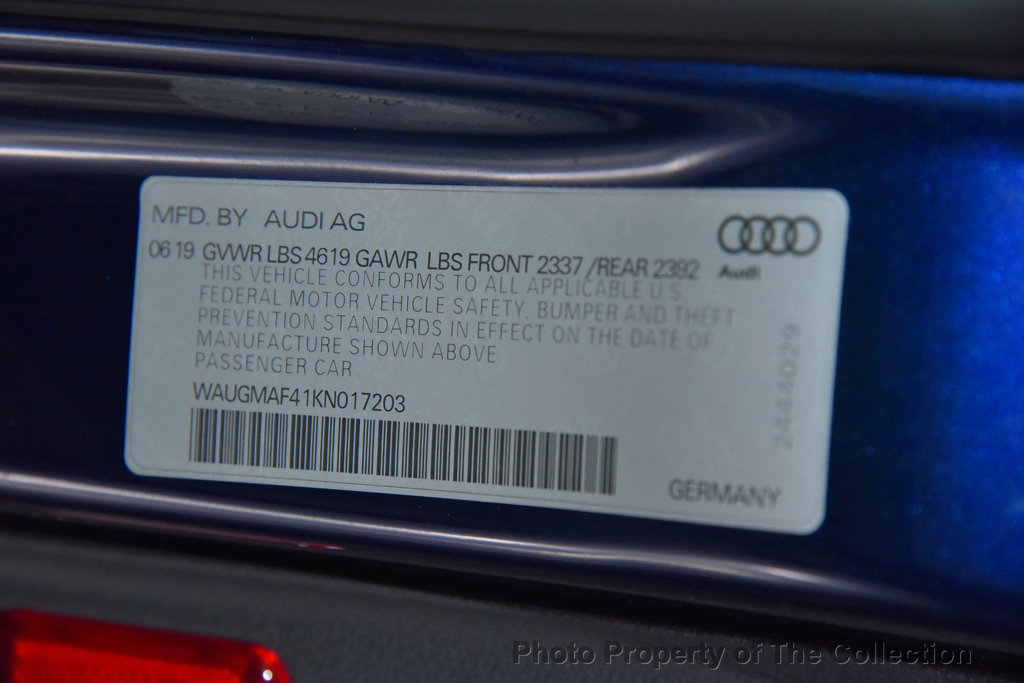 MFD. BY AUDI AG
06 19 GVWR LBS 4619 GAWR LBS FRONT 2337 /REAR 2392
THIS VEHICLE CONFORMS TO ALL APPLICABLE U.S.
FEDERAL MOTOR VEHICLE SAFETY, BUMPER AND THEFT
PREVENTION STANDARDS IN EFFECT ON THE DATE OF
MANUFACTURE SHOWN ABOVE
PASSENGER CAR
WAUGMAF41KN017203
Audi
2444029
GERMANY
Photo Property of The Collection